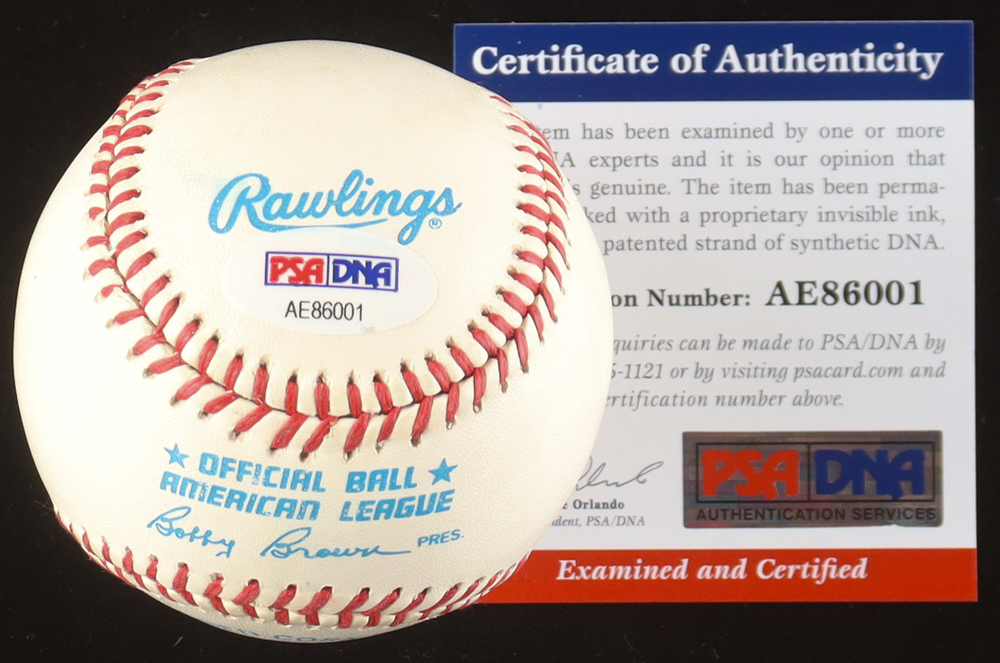 Rawlings®
PSA DNA
AE86001
★ OFFICIAL BALL ★
AMERICAN LEAGUE
Bobby Brown PRES.
Certificate of Authenticity
em has been examined by one or more
A experts and it is our opinion that
s genuine. The item has been perma-
ked with a proprietary invisible ink,
patented strand of synthetic DNA.
on Number: AE86001
quiries can be made to PSA/DNA by
5-1121 or by visiting psacard.com and
rtification number above.
Orlando
dent, PSA/DNA
PSA DNA
AUTHENTICATION SERVICES
Examined and Certified